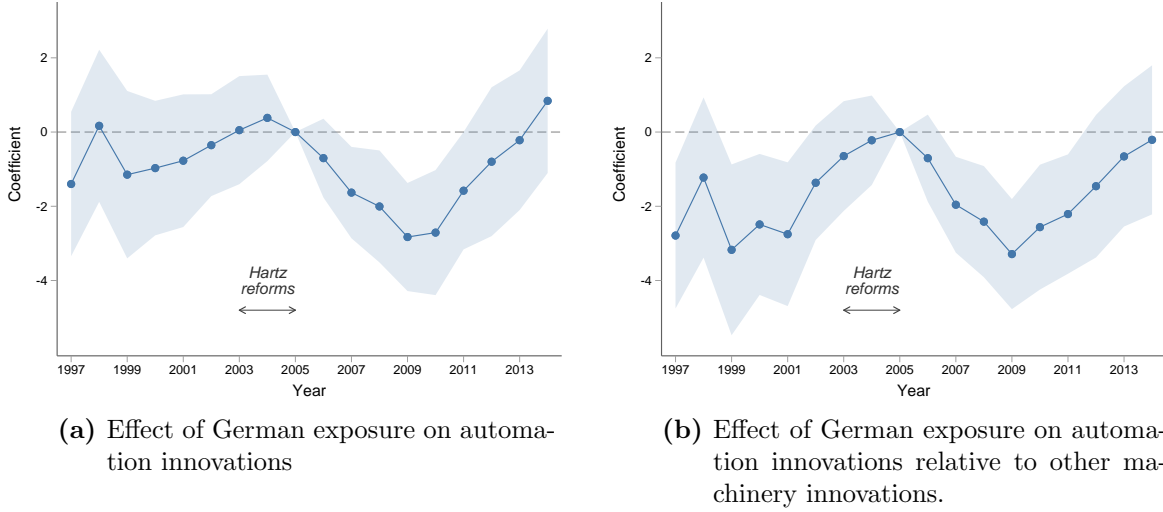 2
0
-2
-4
Coefficient
Hartz
reforms
1997 1999 2001 2003 2005 2007 2009 2011 2013
Year
(a) Effect of German exposure on automa-
tion innovations
2
0
-2
-4
Coefficient
Hartz
reforms
1997 1999 2001 2003 2005 2007 2009 2011 2013
Year
(b) Effect of German exposure on automa-
tion innovations relative to other ma-
chinery innovations.